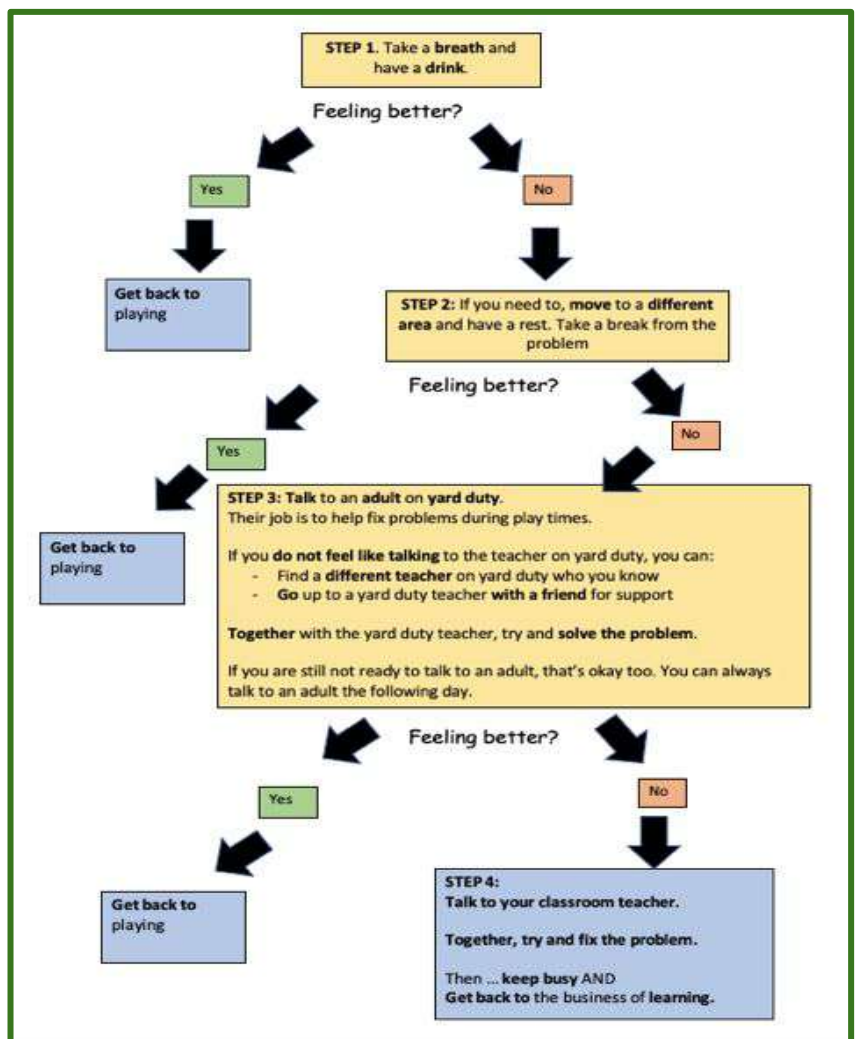 STEP 1. Take a breath and
have a drink.
Feeling better?
Yes
No
Get back to
playing
STEP 2: If you need to, move to a different
area and have a rest. Take a break from the
problem
Feeling better?
Yes
No
Get back to
playing
STEP 3: Talk to an adult on yard duty.
Their job is to help fix problems during play times.
If you do not feel like talking to the teacher on yard duty, you can:
- Find a different teacher on yard duty who you know
- Go up to a yard duty teacher with a friend for support
Together with the yard duty teacher, try and solve the problem.
If you are still not ready to talk to an adult, that's okay too. You can always
talk to an adult the following day.
Feeling better?
Yes
No
Get back to
playing
STEP 4:
Talk to your classroom teacher.
Together, try and fix the problem.
Then ... keep busy AND
Get back to the business of learning.